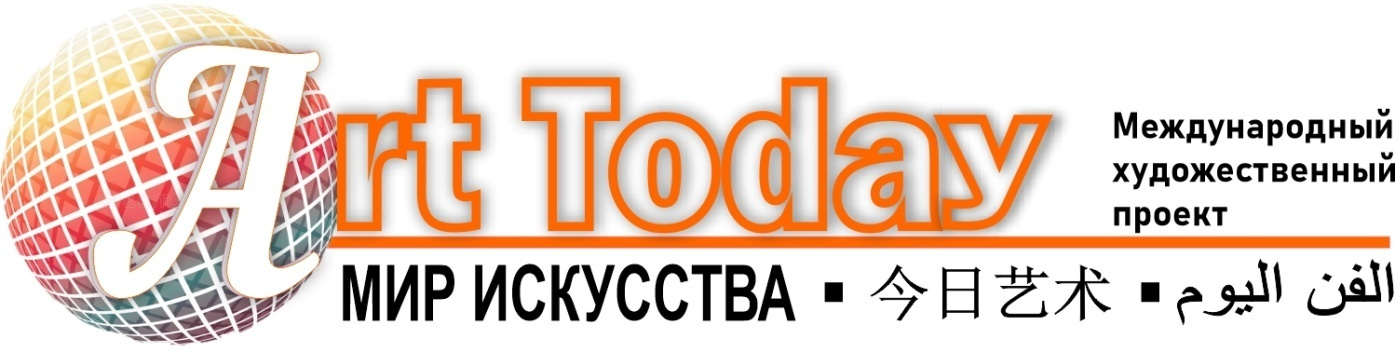 Art Today
Международный
художественный
проект
МИР ИСКУССТВА ▪ 今日艺术 ▪ الفن اليوم